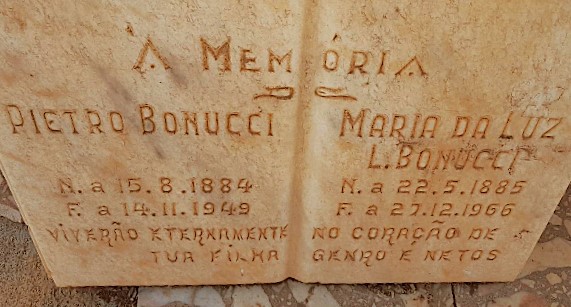 À MEMÓRIA
PIETRO BONUCCI
N. a 15.8.1884
F. a 14.11.1949
MARIA DA LUZ
L. BONUCCI
N. a 22.5.1885
F. a 27.12.1966
VIVERÃO ETERNAMENTE NO CORAÇÃO DE
TUA FILHA GENRO E NETOS